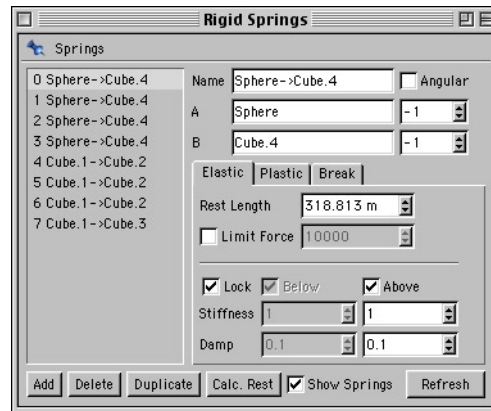 Rigid Springs
Springs
0 Sphere->Cube.4
1 Sphere->Cube.4
2 Sphere->Cube.4
3 Sphere->Cube.4
4 Cube.1->Cube.2
5 Cube.1->Cube.2
6 Cube.1->Cube.2
7 Cube.1->Cube.3
Name Sphere->Cube.4 Angular
A Sphere -1
B Cube.4 -1
Elastic Plastic Break
Rest Length 318.813 m
Limit Force 10000
Lock Below Above
Stiffness 1 1
Damp 0.1 0.1
Add Delete Duplicate Calc. Rest Show Springs Refresh